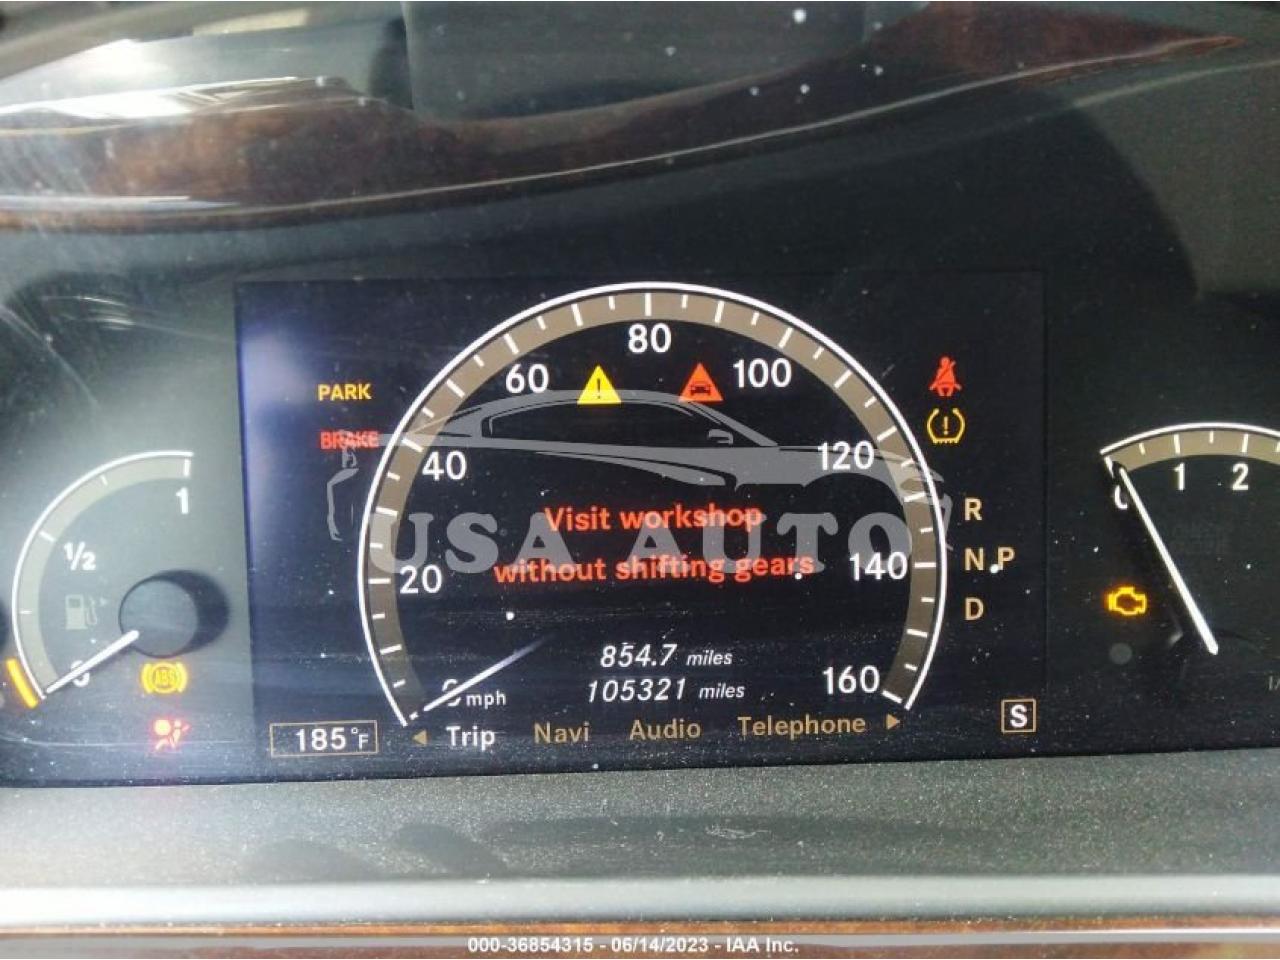 80
60
100
PARK
BRAKE
40
120
1
0
1
2
Visit workshop
R
USA AUTO
1/2
without shifting gears
N P
20
140
D
854.7 miles
105321 miles
160
mph
185°F
Trip Navi Audio Telephone
S
ABS
000-36854315 - 06/14/2023 - IAA Inc.